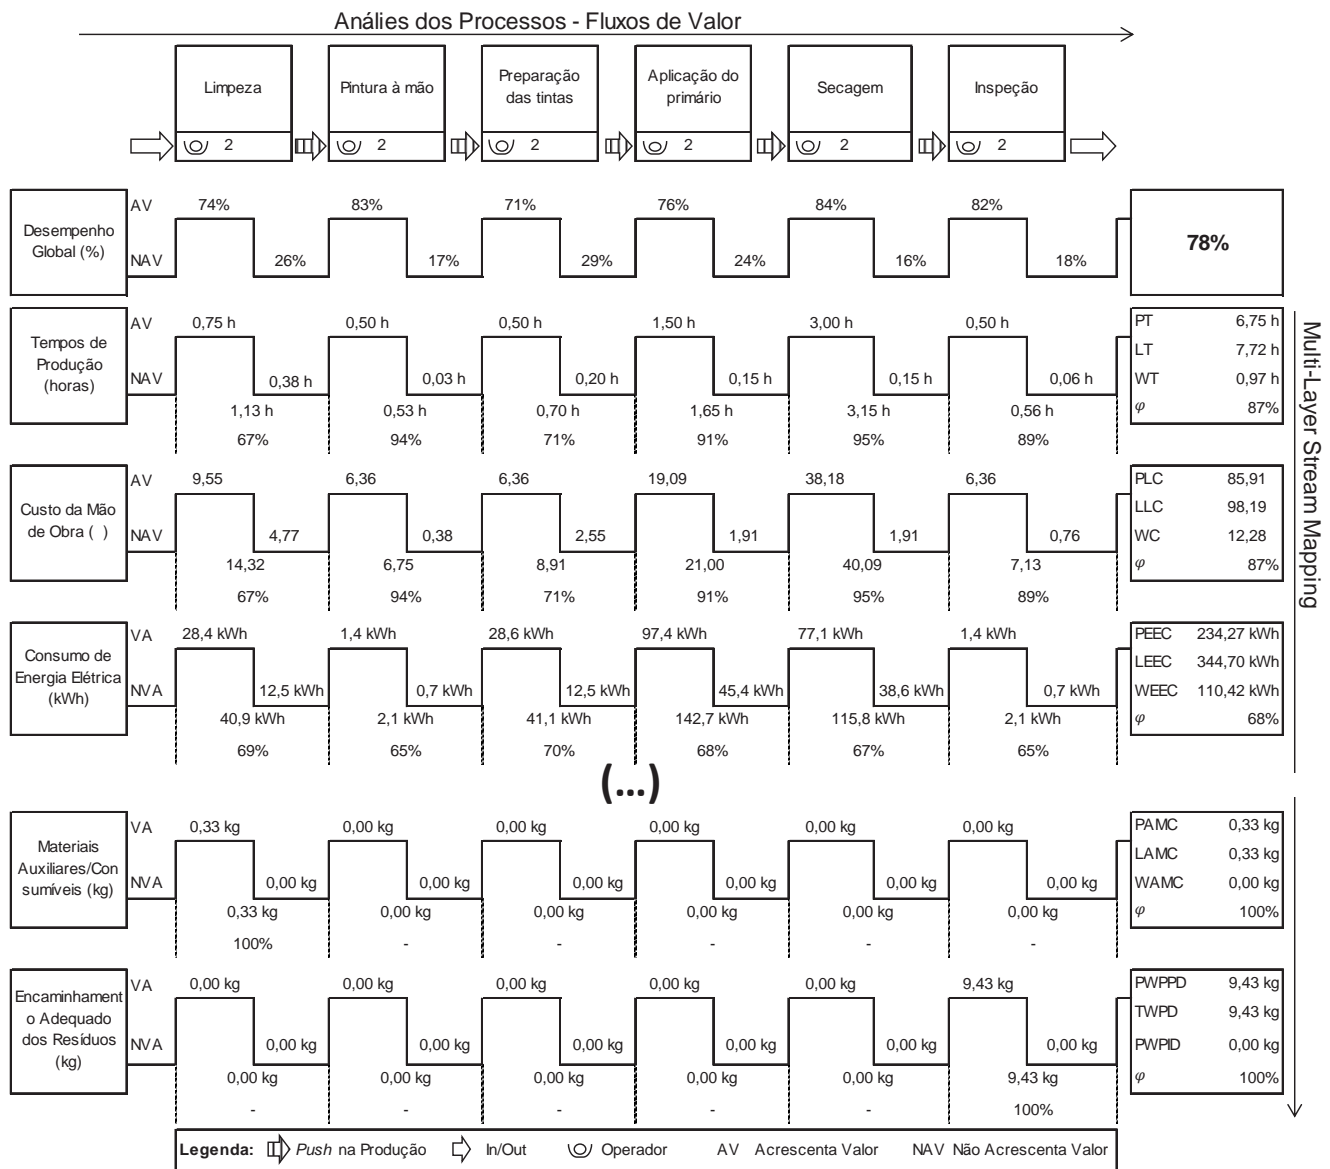 Análies dos Processos - Fluxos de Valor
Limpeza
Pintura à mão
Preparação
das tintas
Aplicação do
primário
Secagem
Inspeção
2 2 2 2 2 2
Desempenho
Global (%)
AV 74% 83% 71% 76% 84% 82%
NAV 26% 17% 29% 24% 16% 18%
78%
Tempos de
Produção
(horas)
AV 0,75 h 0,50 h 0,50 h 1,50 h 3,00 h 0,50 h
NAV 0,38 h 0,03 h 0,20 h 0,15 h 0,15 h 0,06 h
1,13 h 0,53 h 0,70 h 1,65 h 3,15 h 0,56 h
67% 94% 71% 91% 95% 89%
PT 6,75 h
LT 7,72 h
WT 0,97 h
φ 87%
Custo da Mão
de Obra ( )
AV 9,55 6,36 6,36 19,09 38,18 6,36
NAV 4,77 0,38 2,55 1,91 1,91 0,76
14,32 6,75 8,91 21,00 40,09 7,13
67% 94% 71% 91% 95% 89%
PLC 85,91
LLC 98,19
WC 12,28
φ 87%
Consumo de
Energia Elétrica
(kWh)
VA 28,4 kWh 1,4 kWh 28,6 kWh 97,4 kWh 77,1 kWh 1,4 kWh
NVA 12,5 kWh 0,7 kWh 12,5 kWh 45,4 kWh 38,6 kWh 0,7 kWh
40,9 kWh 2,1 kWh 41,1 kWh 142,7 kWh 115,8 kWh 2,1 kWh
69% 65% 70% 68% 67% 65%
PEEC 234,27 kWh
LEEC 344,70 kWh
WEEC 110,42 kWh
φ 68%
(...)
Materiais
Auxiliares/Con
sumíveis (kg)
VA 0,33 kg 0,00 kg 0,00 kg 0,00 kg 0,00 kg 0,00 kg
NVA 0,00 kg 0,00 kg 0,00 kg 0,00 kg 0,00 kg 0,00 kg
0,33 kg 0,00 kg 0,00 kg 0,00 kg 0,00 kg 0,00 kg
100% - - - - -
PAMC 0,33 kg
LAMC 0,33 kg
WAMC 0,00 kg
φ 100%
Encaminhament
o Adequado
dos Resíduos
(kg)
VA 0,00 kg 0,00 kg 0,00 kg 0,00 kg 0,00 kg 9,43 kg
NVA 0,00 kg 0,00 kg 0,00 kg 0,00 kg 0,00 kg 0,00 kg
0,00 kg 0,00 kg 0,00 kg 0,00 kg 0,00 kg 9,43 kg
- - - - - 100%
PWPPD 9,43 kg
TWPD 9,43 kg
PWPID 0,00 kg
φ 100%
Multi-Layer Stream Mapping
Legenda: Push na Produção In/Out Operador AV Acrescenta Valor NAV Não Acrescenta Valor